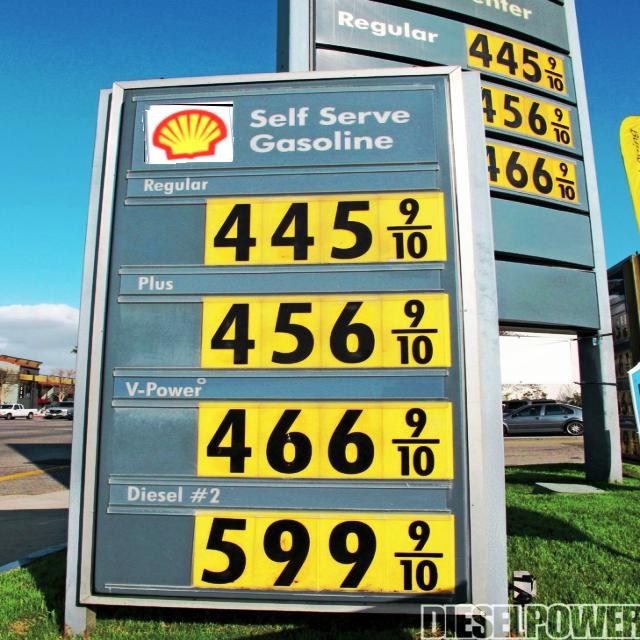 enter
Regular
445 9/10
456 9/10
466 9/10
Self Serve
Gasoline
Regular
445 9/10
Plus
456 9/10
V-Power
466 9/10
Diesel #2
599 9/10
DIESELPOWER